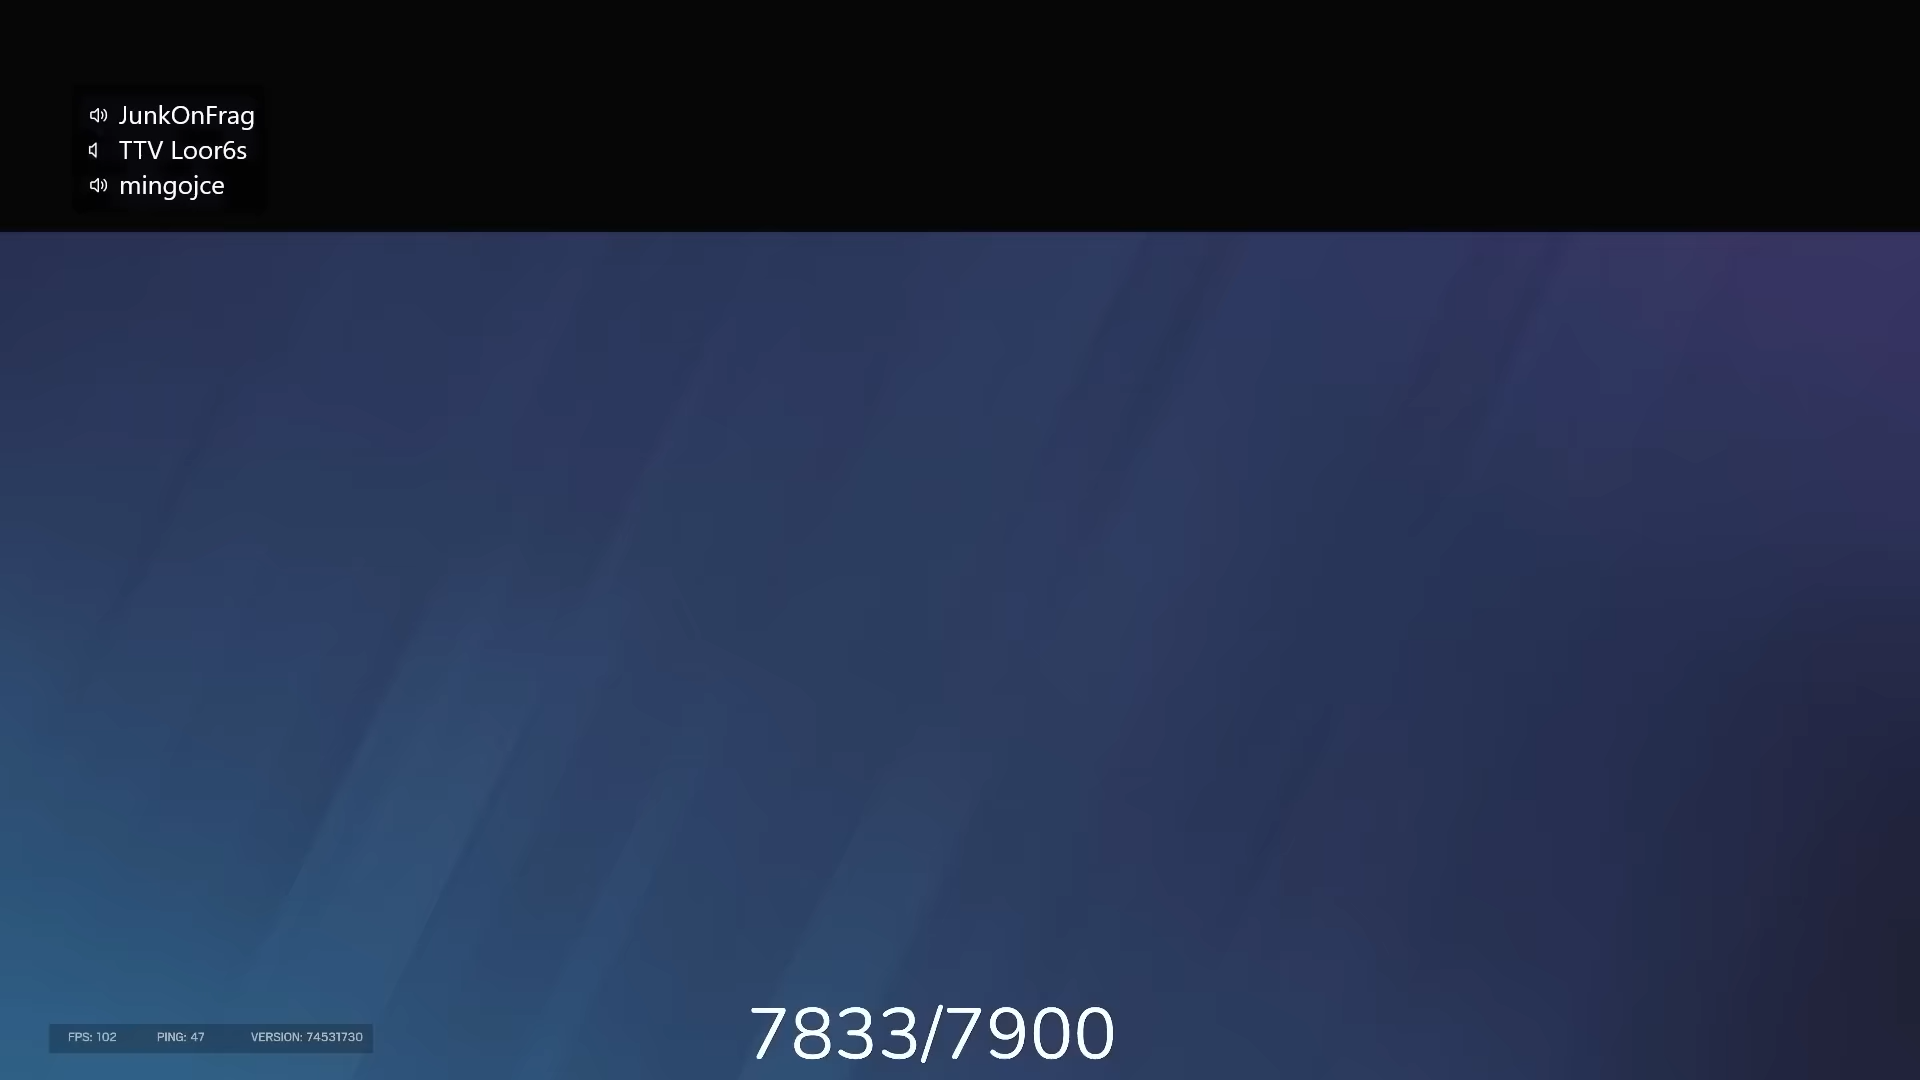 JunkOnFrag
TTV Loor6s
mingojce
FPS: 102 PING: 47 VERSION: 74531730
7833/7900